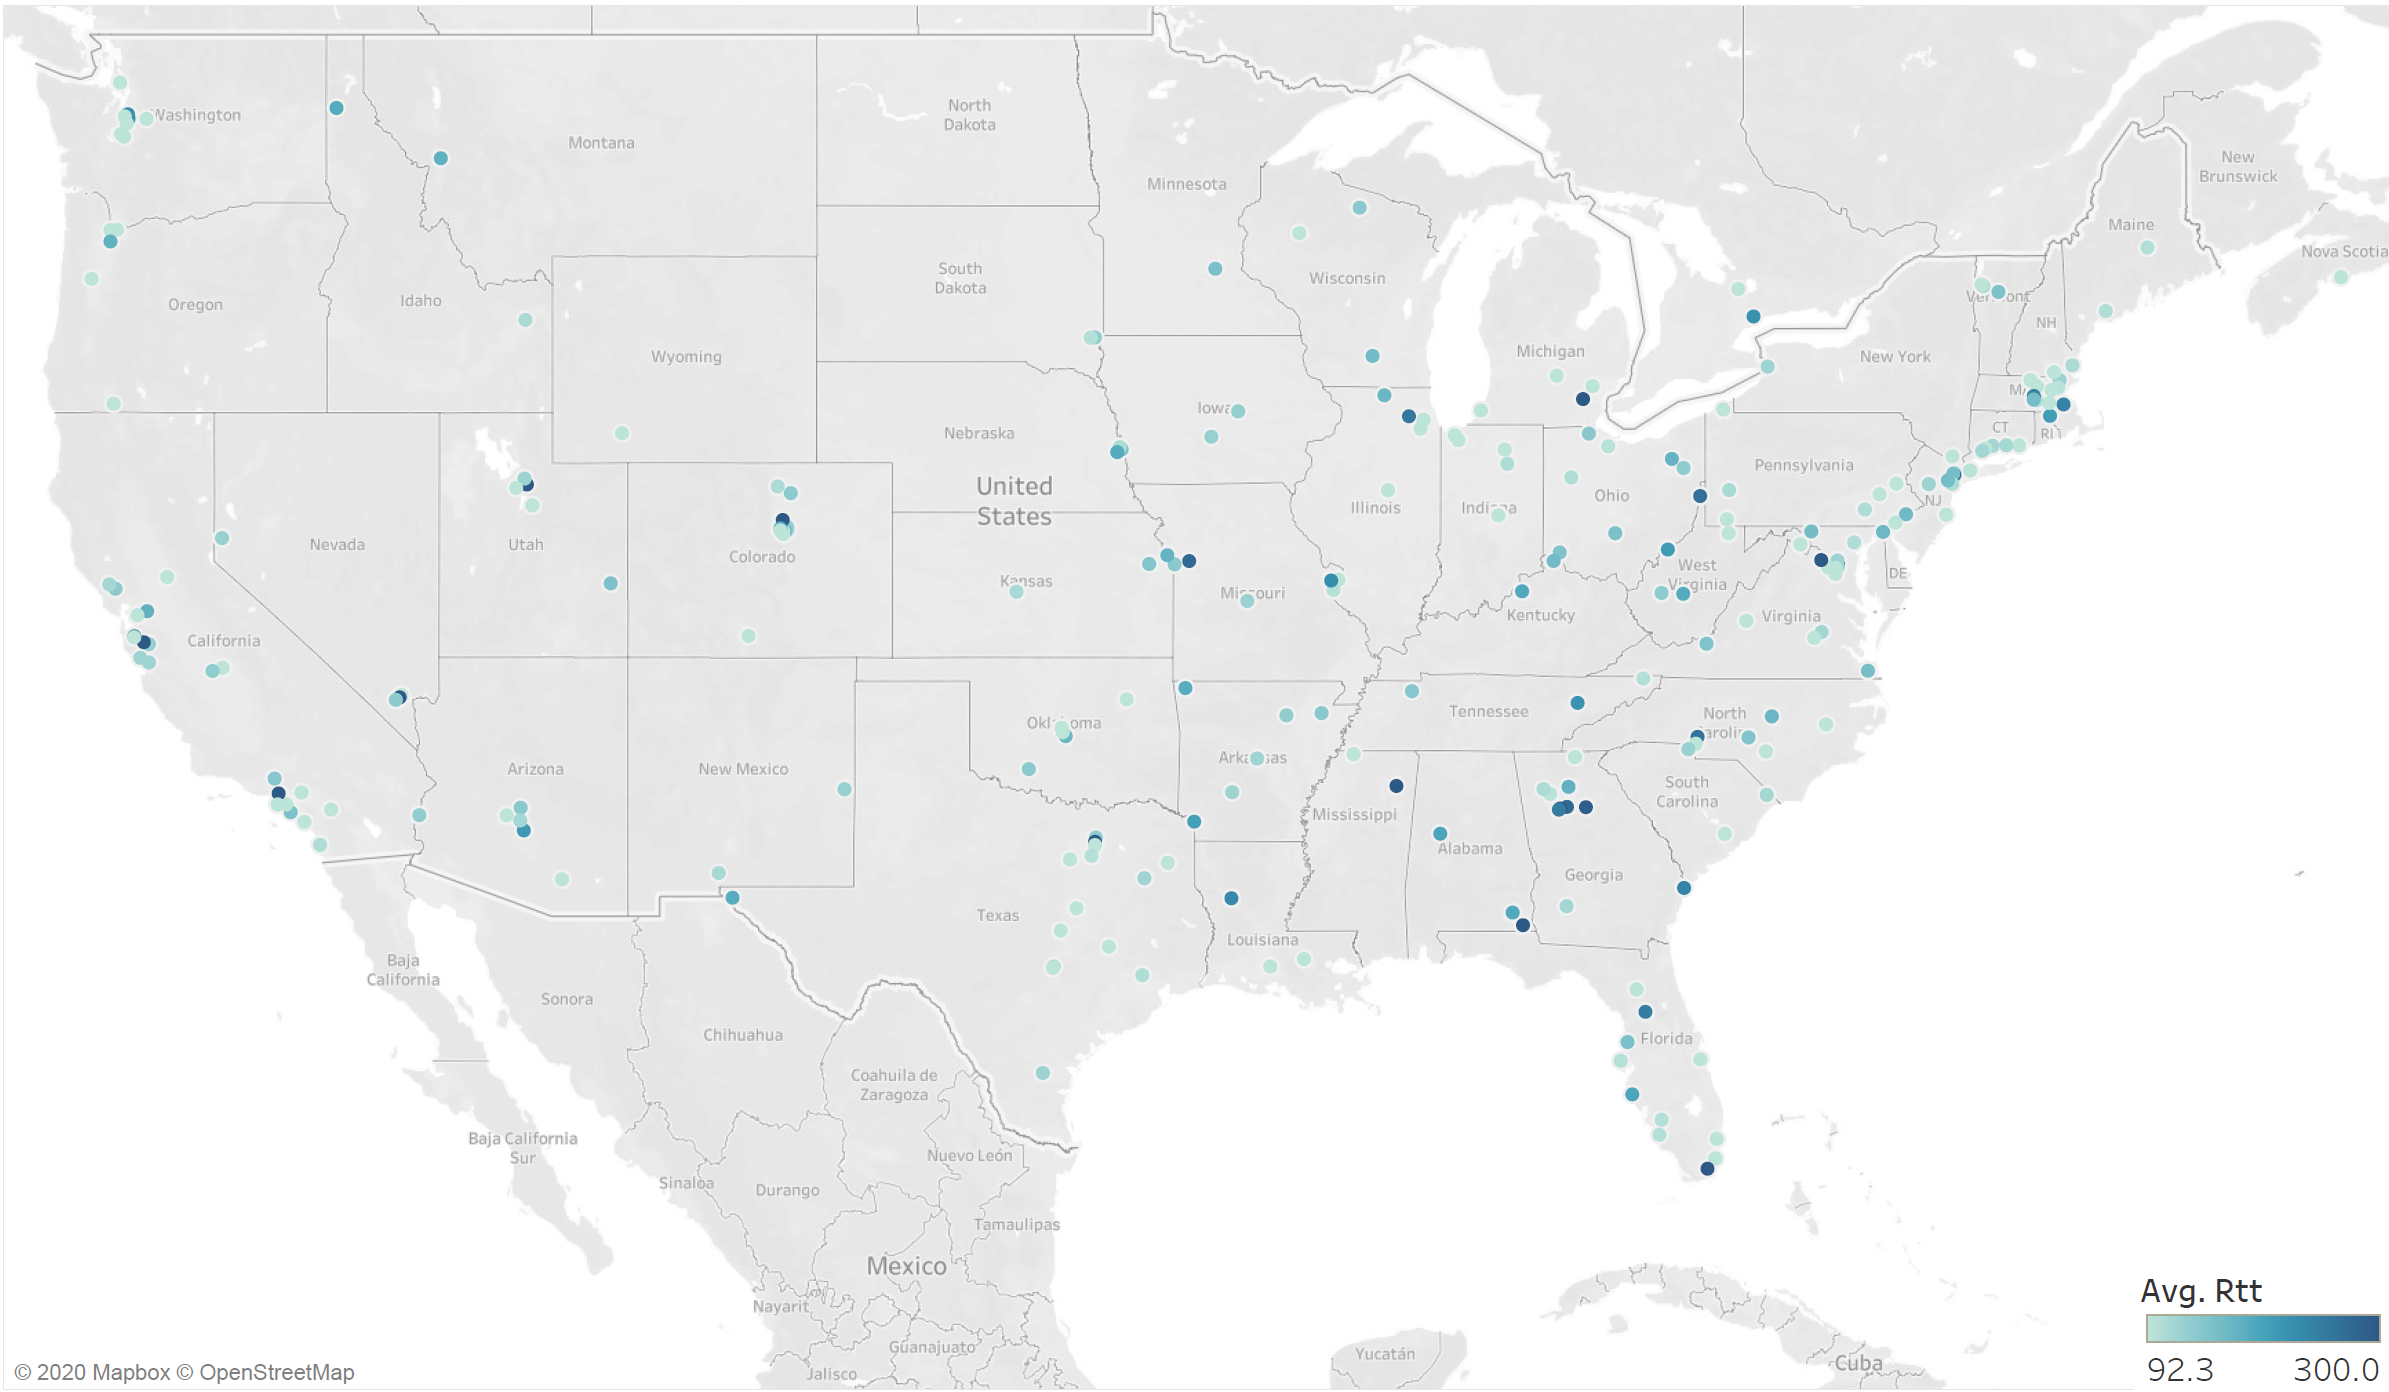 North
Dakota
Washington
Montana
New
Brunswick
Minnesota
Maine
Nova Scotia
South
Dakota
Wisconsin
Idaho
Oregon
Vermont
NH
Michigan
Wyoming
New York
Iowa
MA
Nebraska
CT
RI
Pennsylvania
United
States
Ohio
Illinois
Indiana
NJ
Nevada
Utah
Colorado
West
Virginia
DE
Kansas
Missouri
Kentucky
Virginia
California
Tennessee
North
Carolina
Oklahoma
Arkansas
Arizona
New Mexico
South
Carolina
Mississippi
Alabama
Georgia
Texas
Louisiana
Baja
California
Sonora
Chihuahua
Florida
Coahuila de
Zaragoza
Baja California
Sur
Nuevo León
Sinaloa
Durango
Tamaulipas
Mexico
Nayarit
Guanajuato
Yucatán
Cuba
Jalisco
Avg. Rtt
92.3 300.0
© 2020 Mapbox © OpenStreetMap